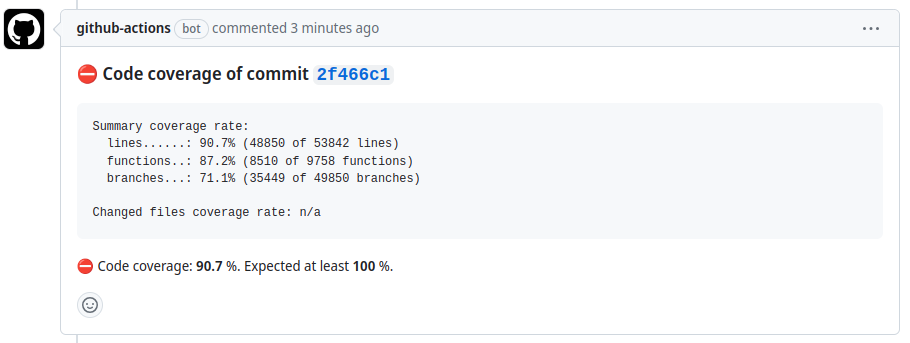 github-actions bot commented 3 minutes ago
Code coverage of commit 2f466c1
Summary coverage rate:
lines......: 90.7% (48850 of 53842 lines)
functions..: 87.2% (8510 of 9758 functions)
branches...: 71.1% (35449 of 49850 branches)
Changed files coverage rate: n/a
Code coverage: 90.7 %. Expected at least 100 %.